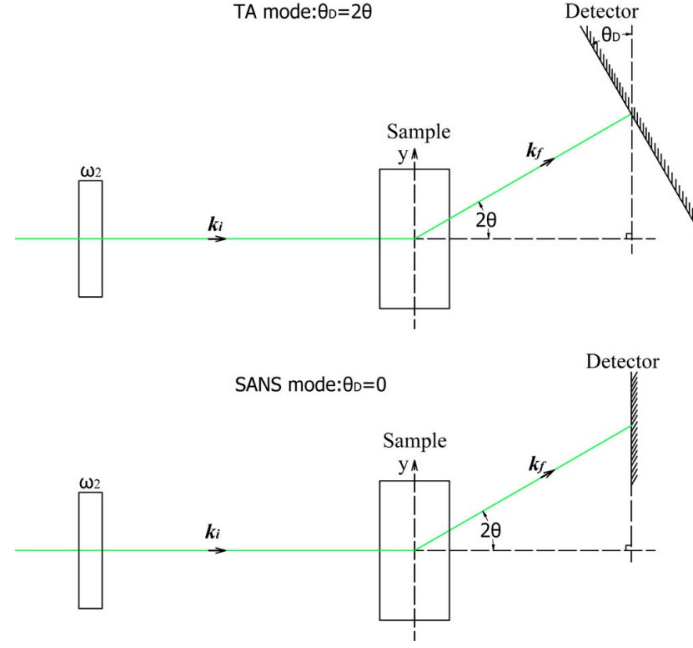 TA mode:θD=2θ
Detector
θD
Sample
y
ω2
kf
ki
2θ
SANS mode:θD=0
Detector
Sample
y
ω2
kf
ki
2θ